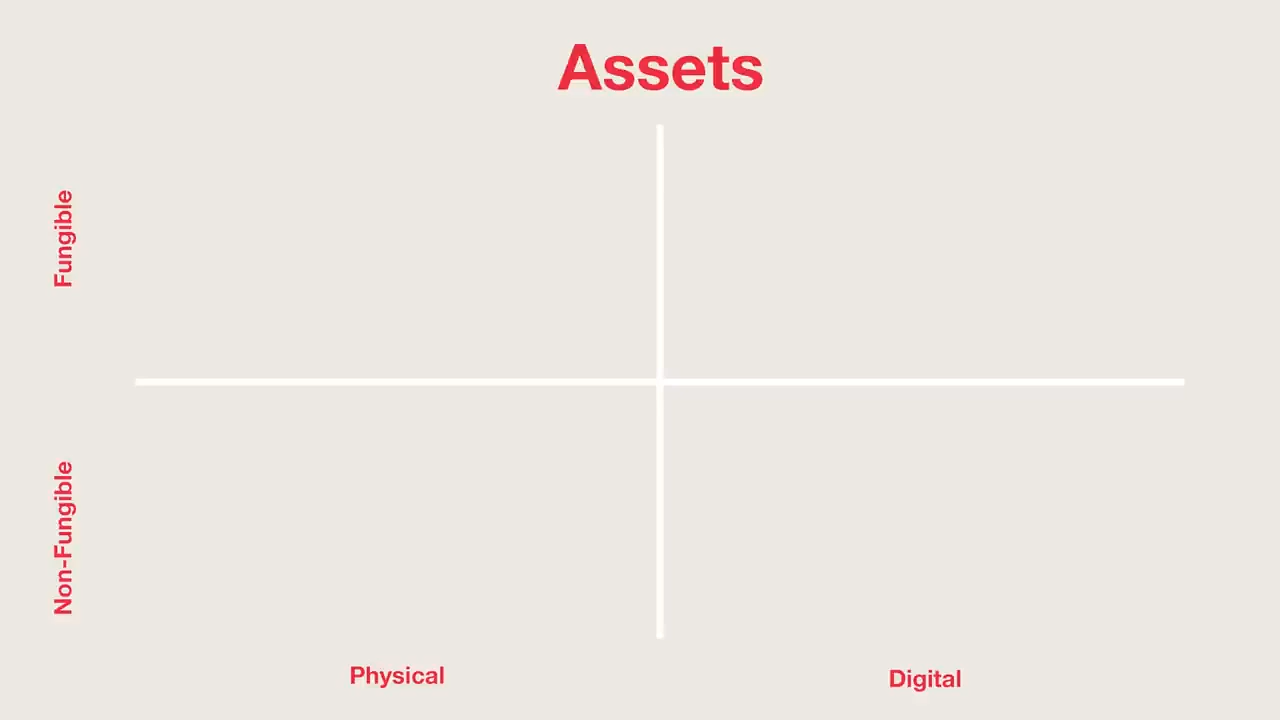 Assets
Fungible
Non-Fungible
Physical
Digital